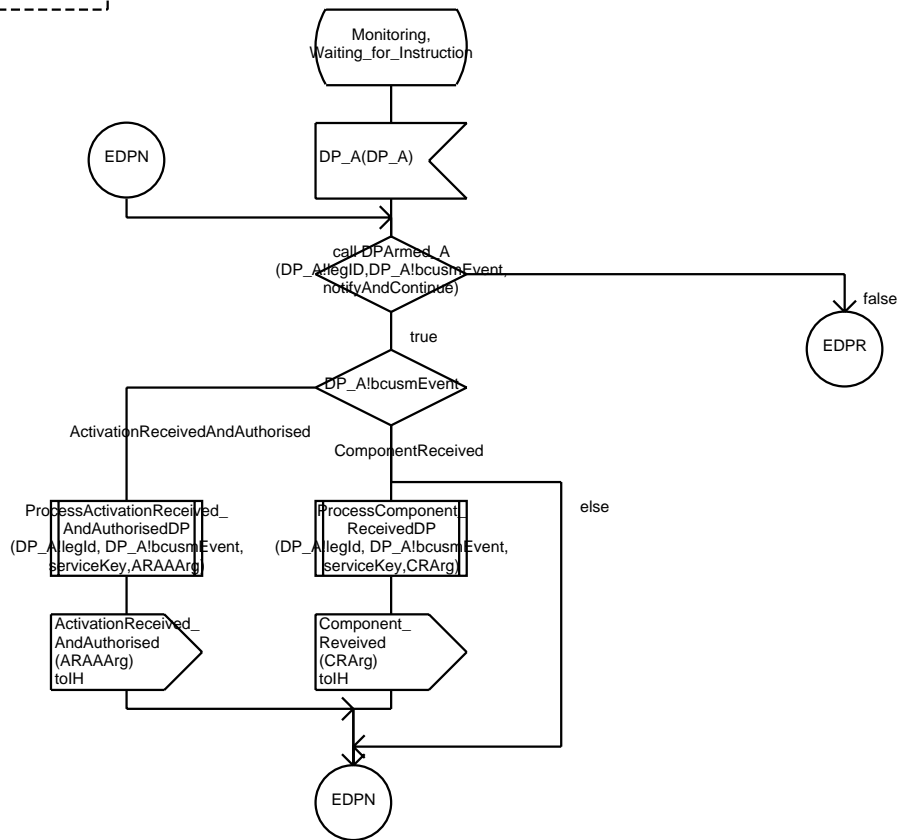 Monitoring,
Waiting_for_Instruction
EDPN
DP_A(DP_A)
call DPArmed_A
(DP_A!legID,DP_A!bcusmEvent,
notifyAndContinue)
false
EDPR
true
DP_A!bcusmEvent
ActivationReceivedAndAuthorised
ComponentReceived
else
ProcessActivationReceived_
AndAuthorisedDP
(DP_A!legId, DP_A!bcusmEvent,
serviceKey,ARAAArg)
ProcessComponent_
ReceivedDP
(DP_A!legId, DP_A!bcusmEvent,
serviceKey,CRArg)
ActivationReceived_
AndAuthorised
(ARAAArg)
toIH
Component_
Reveived
(CRArg)
toIH
EDPN